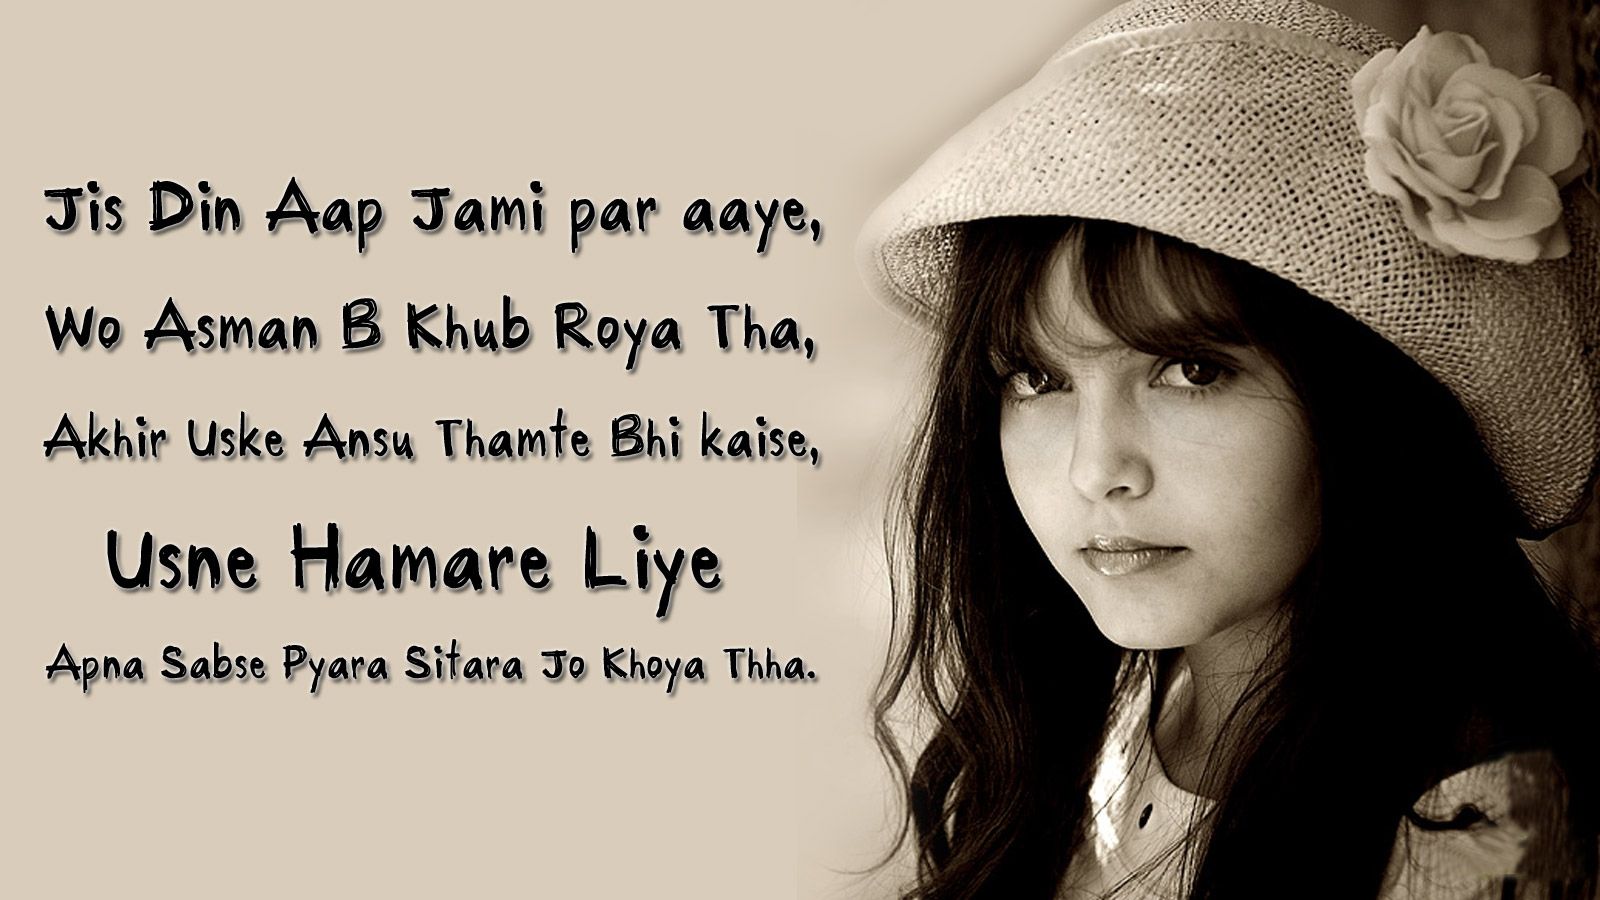 Jis Din Aap Jami par aaye,
Wo Asman B Khub Roya Tha,
Akhir Uske Ansu Thamte Bhi kaise,
Usne Hamare Liye
Apna Sabse Pyara Sitara Jo Khoya Thha.